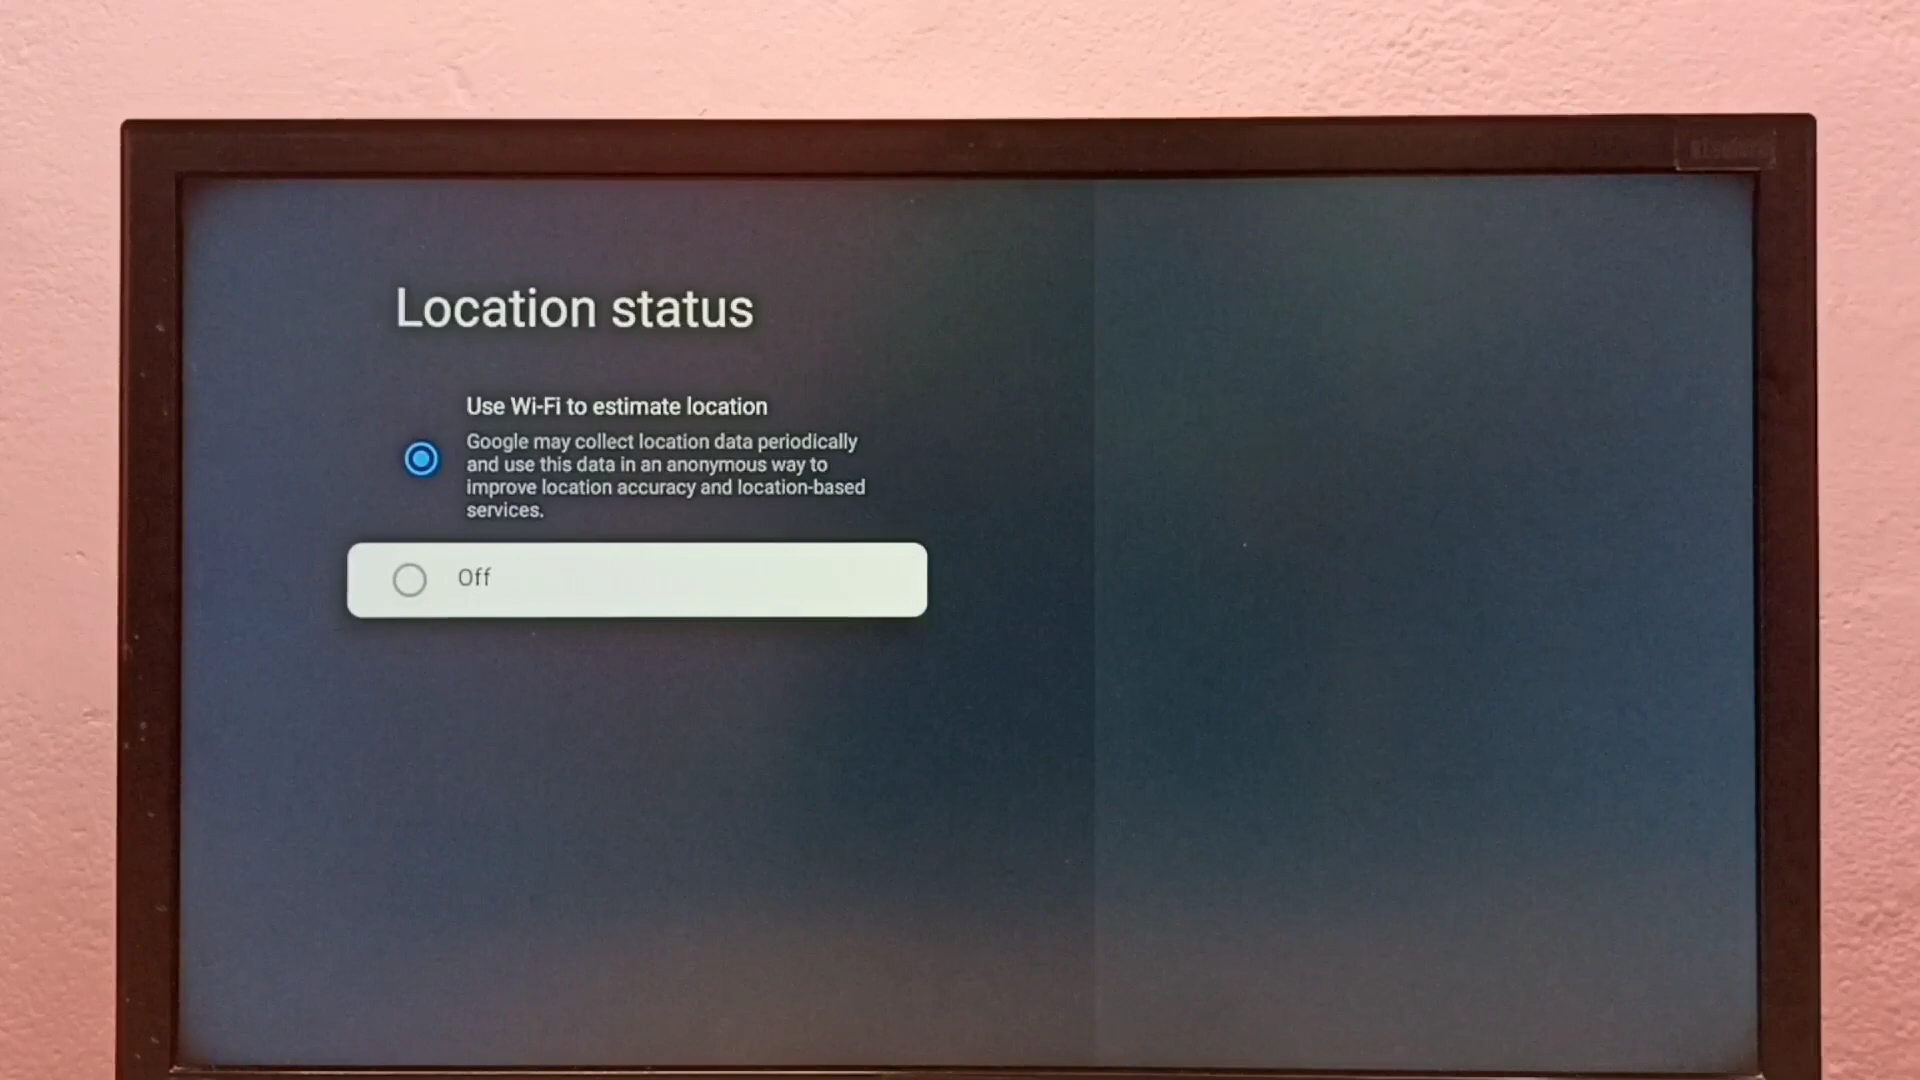 Location status
Use Wi-Fi to estimate location
Google may collect location data periodically
and use this data in an anonymous way to
improve location accuracy and location-based
services.
Off